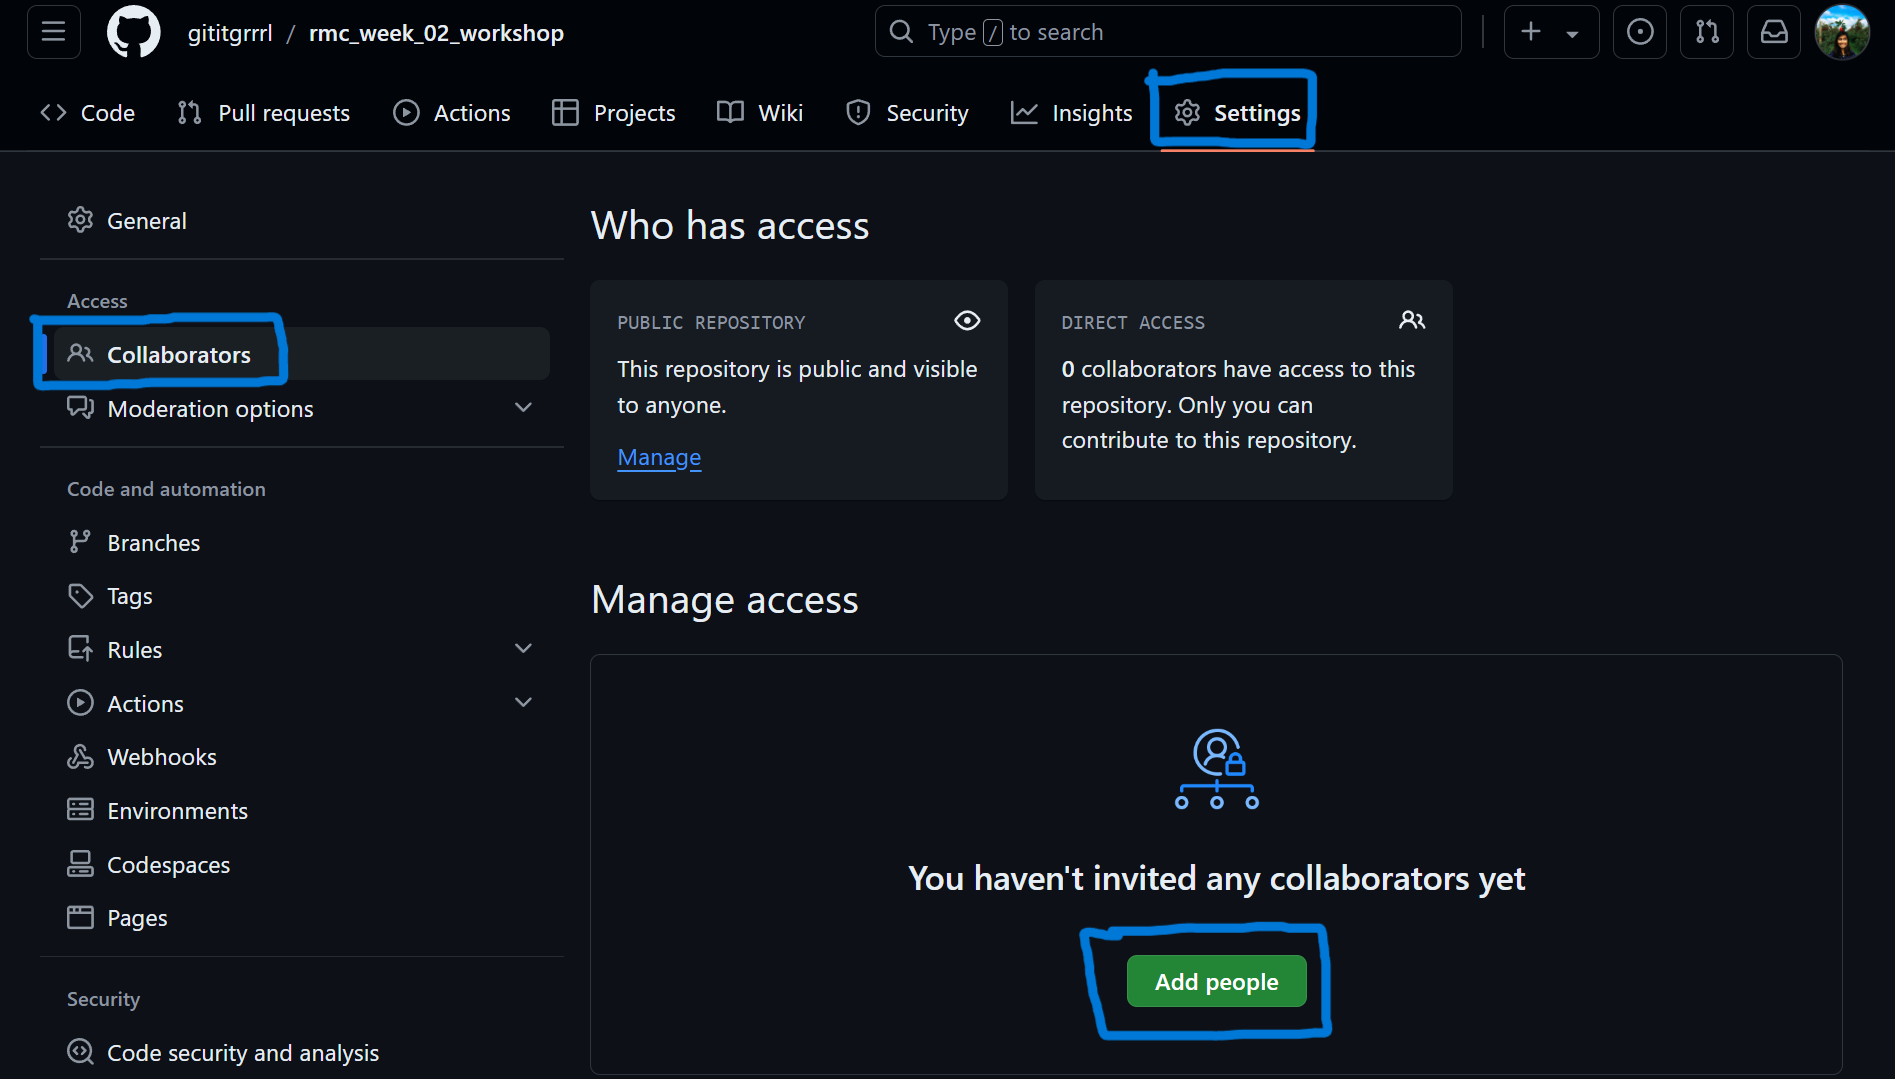 gititgrrrl / rmc_week_02_workshop
Type / to search
Code
Pull requests
Actions
Projects
Wiki
Security
Insights
Settings
General
Access
Collaborators
Moderation options
Code and automation
Branches
Tags
Rules
Actions
Webhooks
Environments
Codespaces
Pages
Security
Code security and analysis
Who has access
PUBLIC REPOSITORY
This repository is public and visible
to anyone.
Manage
DIRECT ACCESS
0 collaborators have access to this
repository. Only you can
contribute to this repository.
Manage access
You haven't invited any collaborators yet
Add people